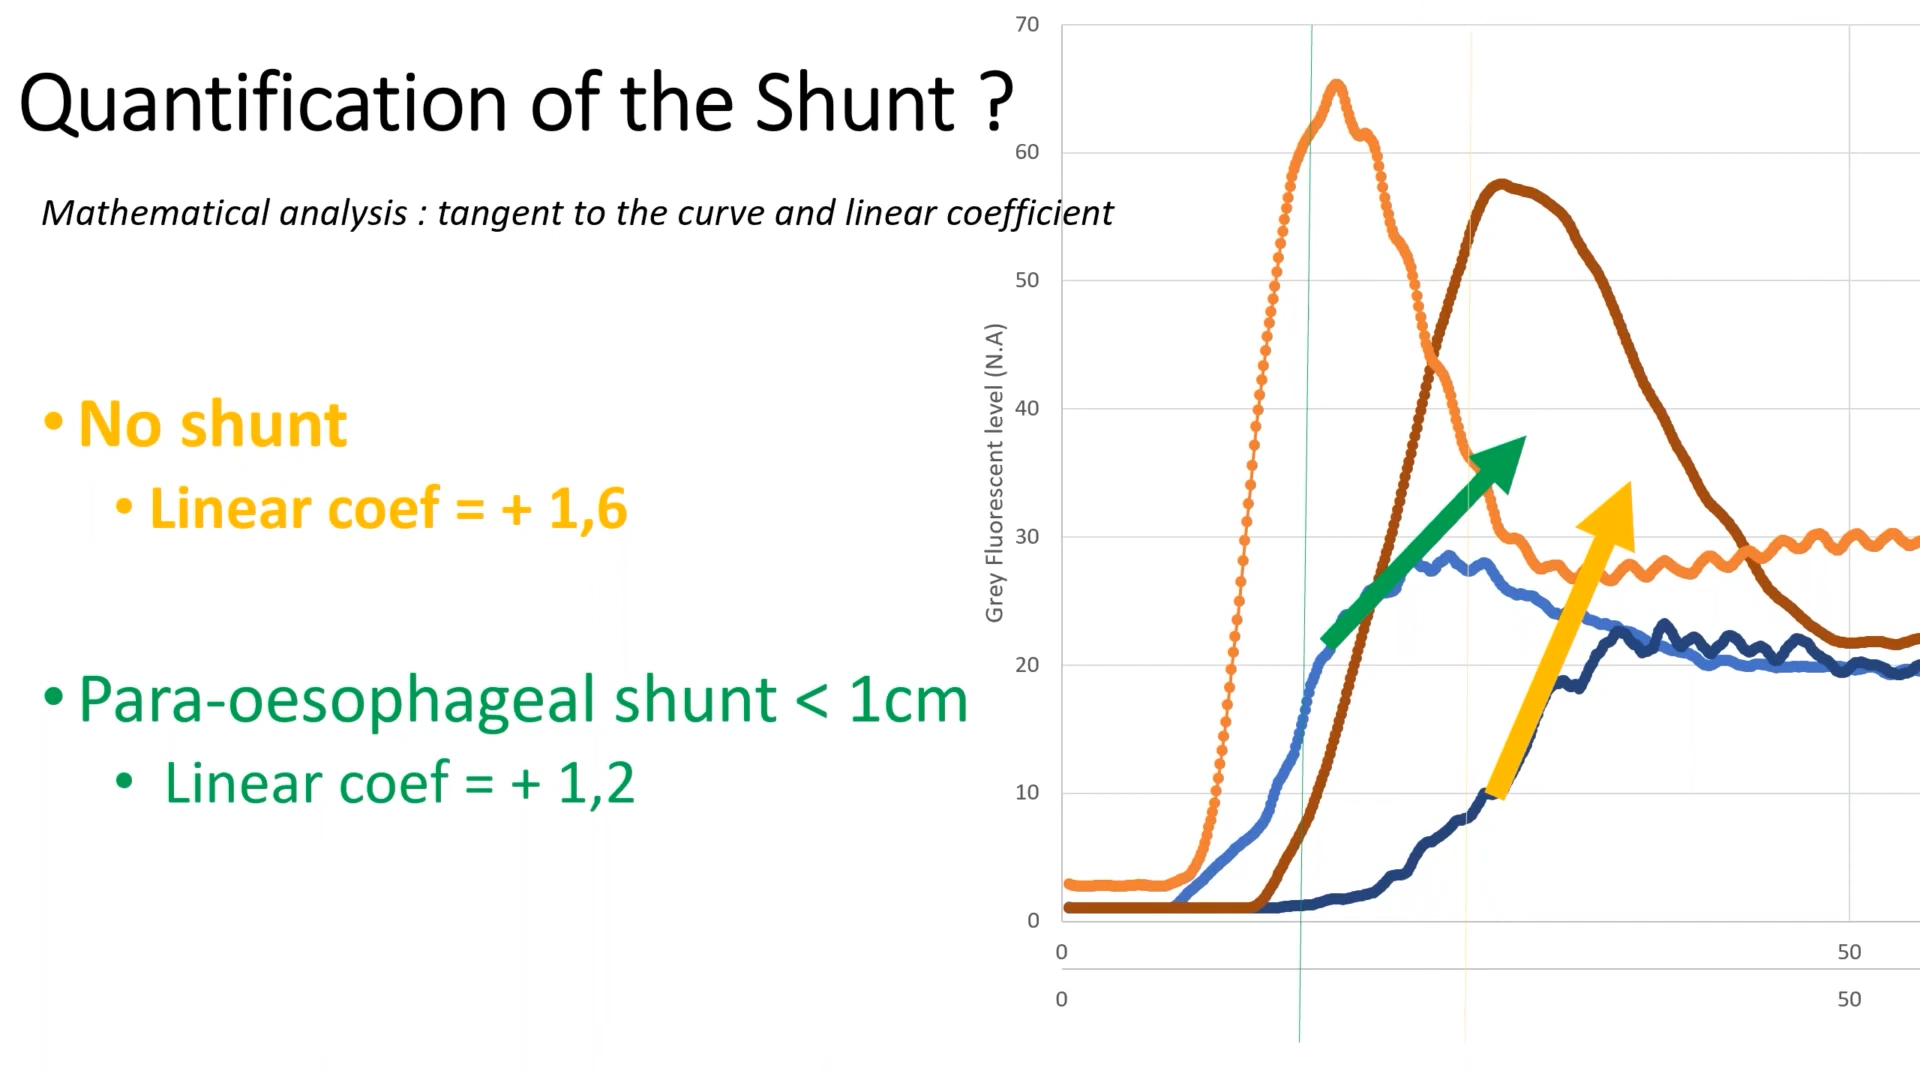 Quantification of the Shunt ?
Mathematical analysis : tangent to the curve and linear coefficient
• No shunt
• Linear coef = + 1,6
• Para-oesophageal shunt < 1cm
• Linear coef = + 1,2
Grey Fluorescent level (N.A)
70
60
50
40
30
20
10
0
0 50
0 50